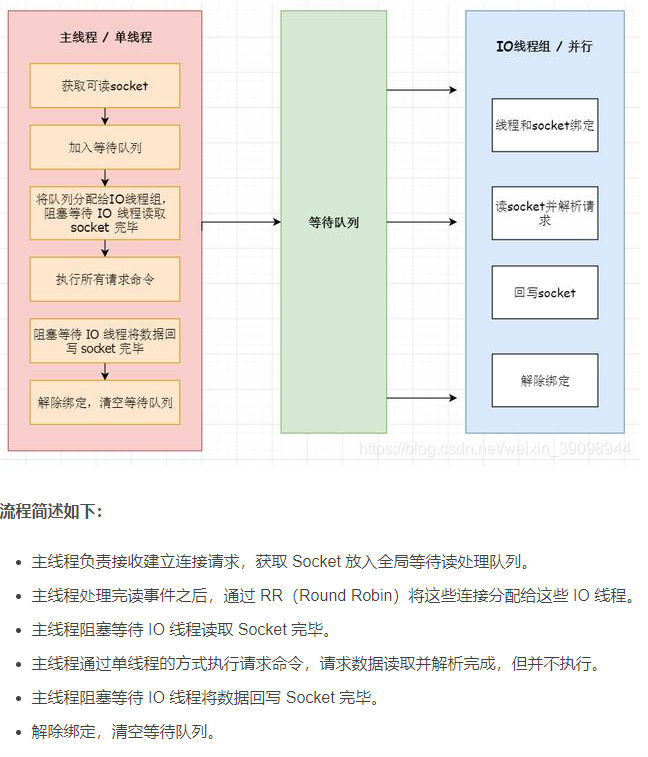 主线程 / 单线程
获取可读socket
加入等待队列
将队列分配给IO线程组，
阻塞等待 IO 线程读取
socket 完毕
执行所有请求命令
阻塞等待 IO 线程将数据回
写 socket 完毕
解除绑定，清空等待队列
等待队列
IO线程组 / 并行
线程和socket绑定
读socket并解析请
求
回写socket
解除绑定
https://blog.csdn.net/weixin_39098944
流程简述如下：
主线程负责接收建立连接请求，获取 Socket 放入全局等待读处理队列。
主线程处理完读事件之后，通过 RR（Round Robin）将这些连接分配给这些 IO 线程。
主线程阻塞等待 IO 线程读取 Socket 完毕。
主线程通过单线程的方式执行请求命令，请求数据读取并解析完成，但并不执行。
主线程阻塞等待 IO 线程将数据回写 Socket 完毕。
解除绑定，清空等待队列。